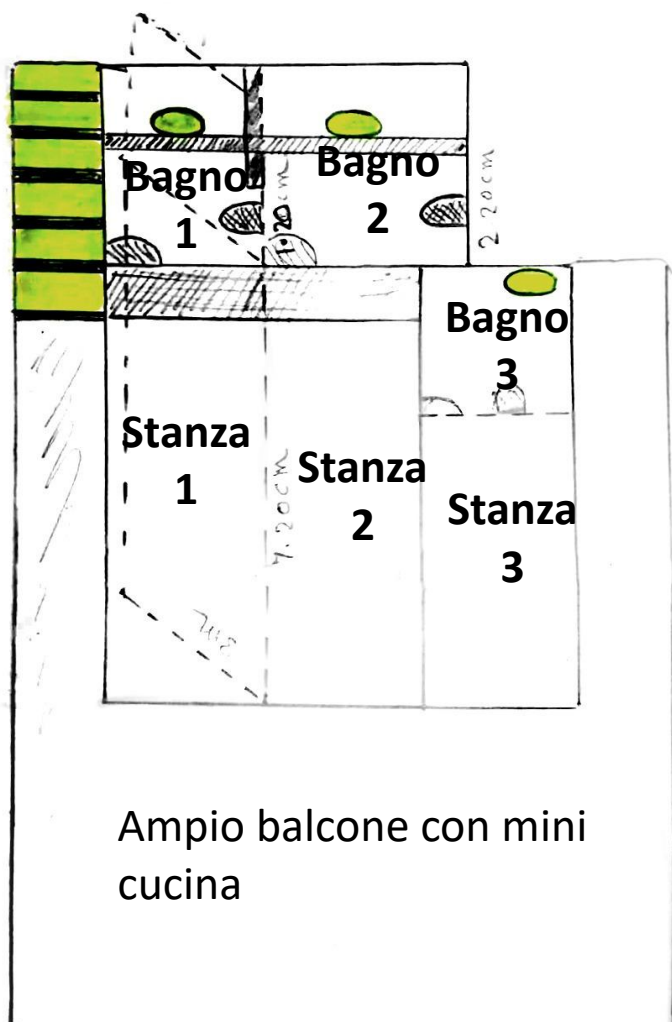 Bagno
1
Bagno
2
1.20cm
2 20cm
Bagno
3
Stanza
1
Stanza
2
7.20cm
Stanza
3
Ampio balcone con mini
cucina